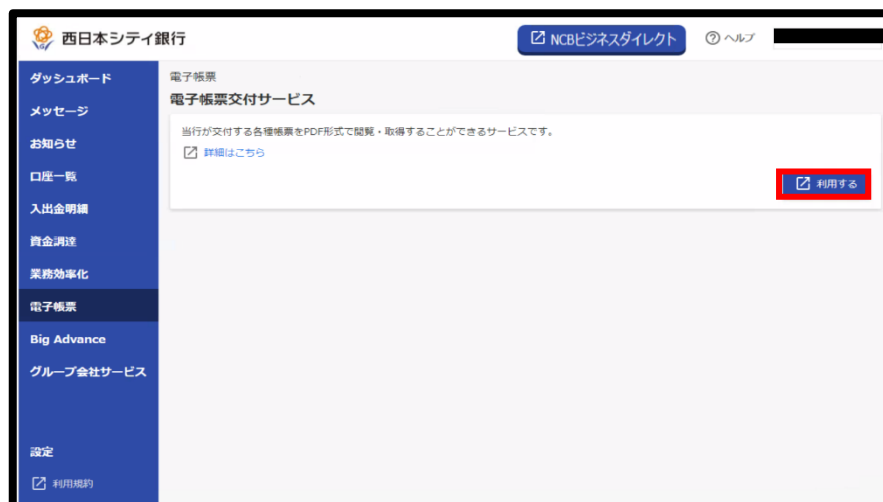 西日本シティ銀行
NCBビジネスダイレクト
ヘルプ
ダッシュボード
メッセージ
お知らせ
口座一覧
入出金明細
資金調達
業務効率化
電子帳票
Big Advance
グループ会社サービス
設定
利用規約
電子帳票
電子帳票交付サービス
当行が交付する各種帳票をPDF形式で閲覧・取得することができるサービスです。
詳細はこちら
利用する